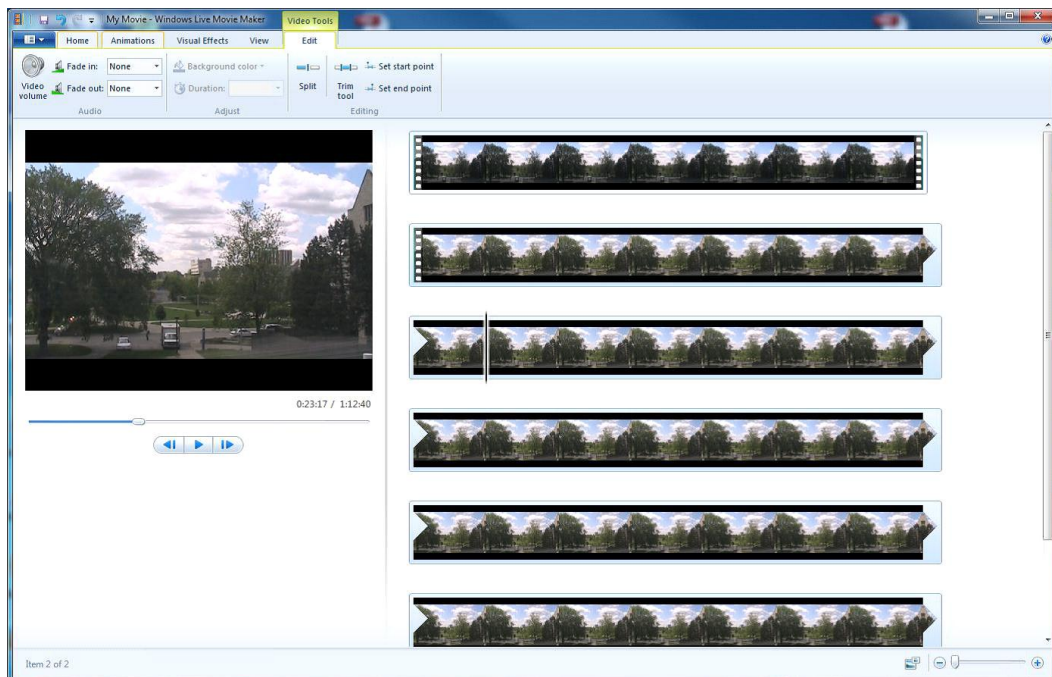 My Movie - Windows Live Movie Maker
Video Tools
Home Animations Visual Effects View Edit
Fade in: None
Fade out: None
Video volume
Audio
Background color
Duration:
Adjust
Split
Trim tool
Set start point
Set end point
Editing
0:23:17 / 1:12:40
Item 2 of 2